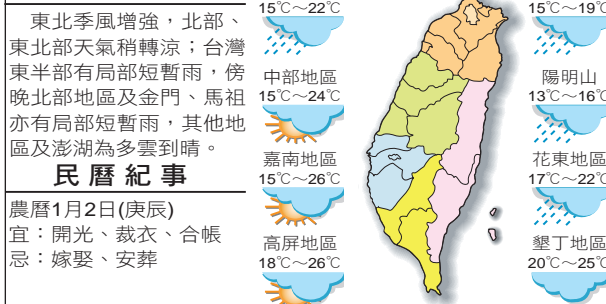 東北季風增強，北部、
東北部天氣稍轉涼；台灣
東半部有局部短暫雨，傍
晚北部地區及金門、馬祖
亦有局部短暫雨，其他地
區及澎湖為多雲到晴。
民曆紀事
農曆1月2日(庚辰)
宜：開光、裁衣、合帳
忌：嫁娶、安葬
15℃～22℃
中部地區
15℃～24℃
嘉南地區
15℃～26℃
高屏地區
18℃～26℃
15℃～19℃
陽明山
13℃～16℃
花東地區
17℃～22℃
墾丁地區
20℃～25℃